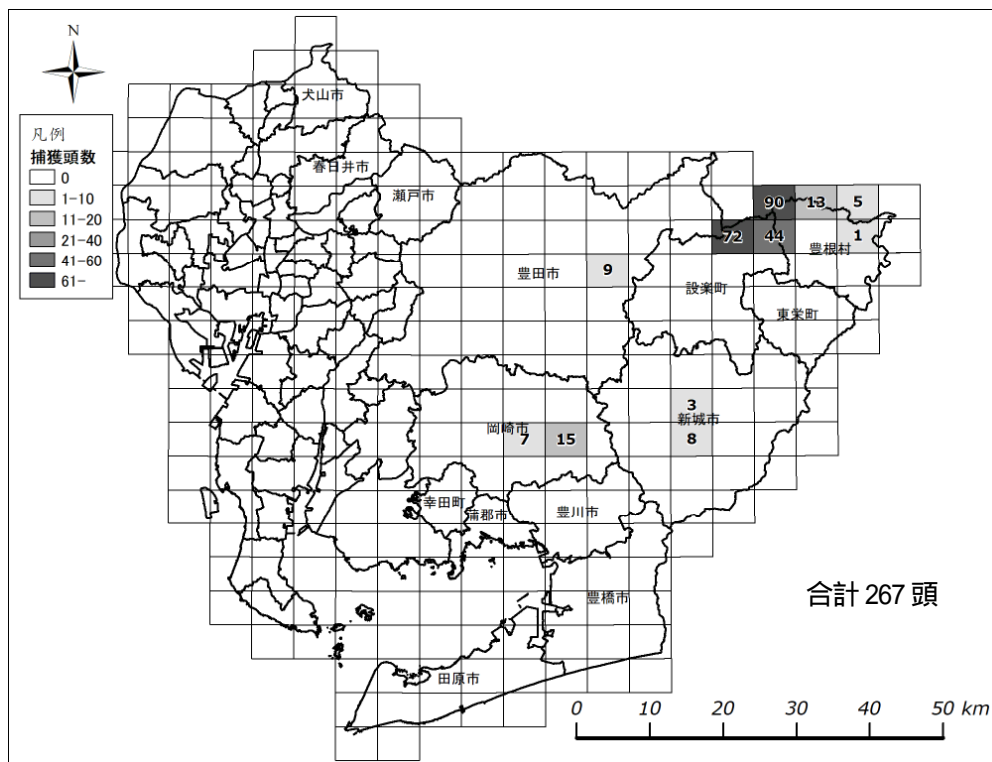 N
犬山市
凡例
捕獲頭数
0
1-10
11-20
21-40
41-60
61-
春日井市
瀬戸市
90 13 5
72 44 1
豊根村
豊田市 9
設楽町
東栄町
3
新城市
岡崎市
7 15 8
幸田町
蒲郡市
豊川市
豊橋市
合計 267 頭
田原市
0 10 20 30 40 50 km